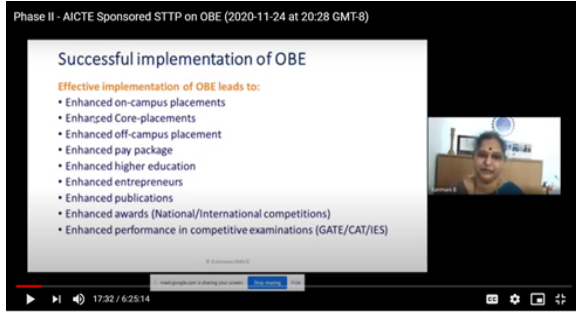 Phase II - AICTE Sponsored STTP on OBE (2020-11-24 at 20:28 GMT-8)
Successful implementation of OBE
Effective implementation of OBE leads to:
• Enhanced on-campus placements
• Enhanced Core-placements
• Enhanced off-campus placement
• Enhanced pay package
• Enhanced higher education
• Enhanced entrepreneurs
• Enhanced publications
• Enhanced awards (National/International competitions)
• Enhanced performance in competitive examinations (GATE/CAT/IES)
meet.google.com is sharing your screen. Stop sharing Hide
17:32 / 6:25:14
CC